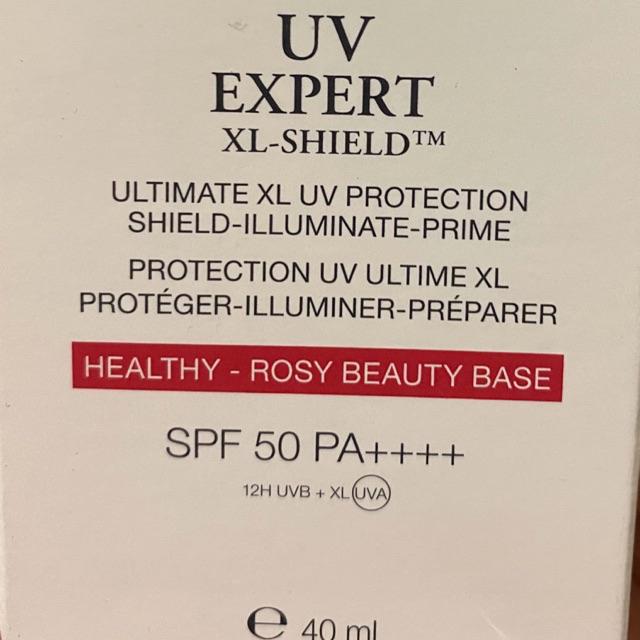 UV
EXPERT
XL-SHIELD™
ULTIMATE XL UV PROTECTION
SHIELD-ILLUMINATE-PRIME
PROTECTION UV ULTIME XL
PROTÉGER-ILLUMINER-PRÉPARER
HEALTHY - ROSY BEAUTY BASE
SPF 50 PA++++
12H UVB + XL UVA
℮ 40 ml